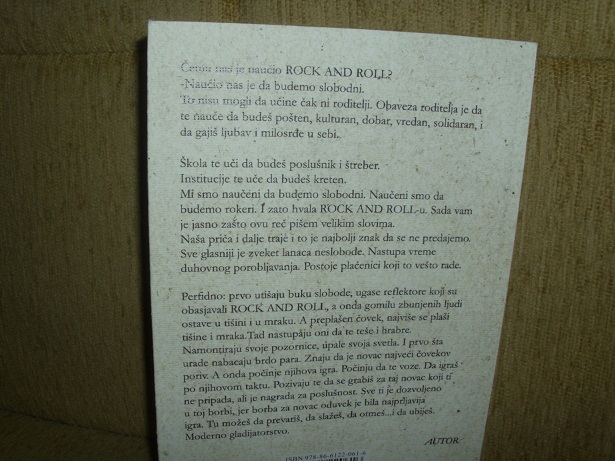 Čemu nas je naučio ROCK AND ROLL?
-Naučio nas je da budemo slobodni.
To nisu mogli da učine čak ni roditelji. Obaveza roditelja je da
te nauče da budeš pošten, kulturan, dobar, vredan, solidaran, i
da gajiš ljubav i milosrđe u sebi.
Škola te uči da budeš poslušnik i štreber.
Institucije te uče da budeš kreten.
Mi smo naučeni da budemo slobodni. Naučeni smo da
budemo rokeri. I zato hvala ROCK AND ROLL-u. Sada vam
je jasno zašto ovu reč pišem velikim slovima.
Naša priča i dalje traje i to je najbolji znak da se ne predajemo.
Sve glasniji je zveket lanaca neslobode. Nastupa vreme
duhovnog porobljavanja. Postoje plaćenici koji to vešto rade.
Perfidno: prvo utišaju buku slobode, ugase reflektore koji su
obasjavali ROCK AND ROLL, a onda gomilu zbunjenih ljudi
ostave u tišini i u mraku. A preplašen čovek, najviše se plaši
tišine i mraka.Tad nastupaju oni da te teše i hrabre.
Namontiraju svoje pozornice, upale svoja svetla. I prvo šta
urade nabacaju brdo para. Znaju da je novac najveći čovekov
poriv. A onda počinje njihova igra. Počinju da te voze. Da igraš
po njihovom taktu. Pozivaju te da se grabiš za taj novac koji ti
ne pripada, ali je nagrada za poslušnost. Sve ti je dozvoljeno
u toj borbi, jer borba za novac oduvek je bila najprljavija
igra. Tu možeš da prevariš, da slažeš, da otmeš...i da ubiješ.
Moderno gladijatorstvo.
AUTOR
ISBN 978-86-6122-061-6